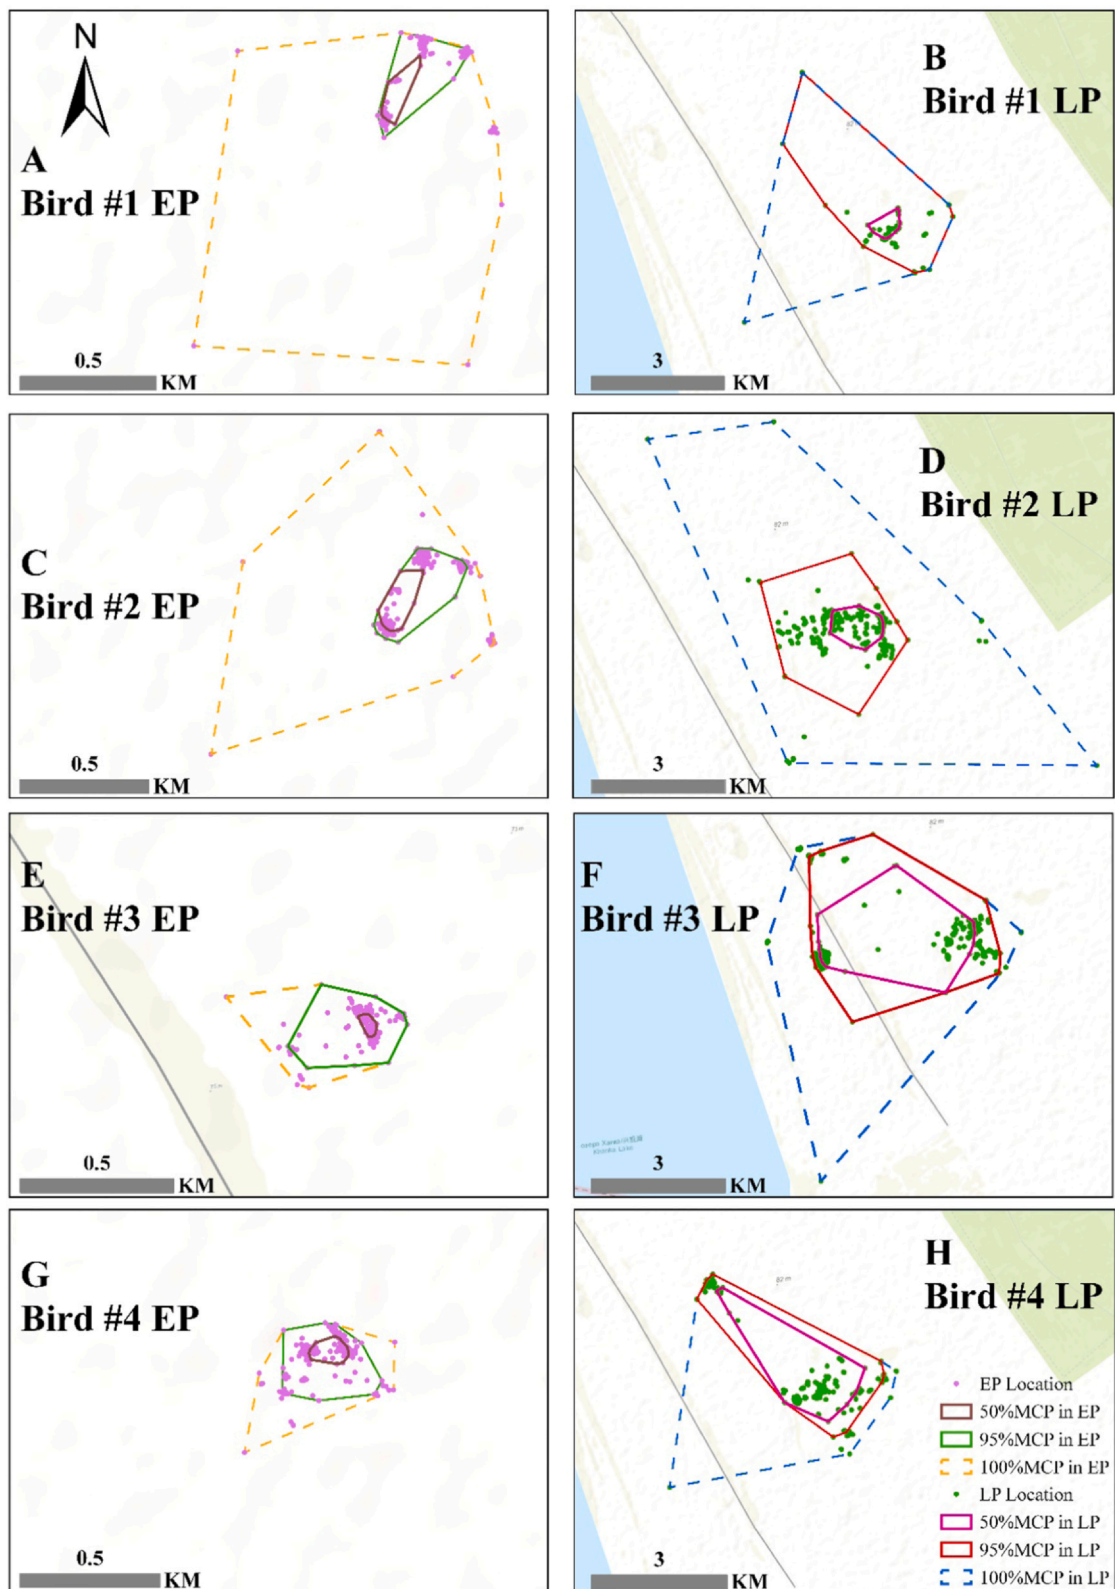 N
A
Bird #1 EP
0.5
KM
B
Bird #1 LP
3
KM
C
Bird #2 EP
0.5
KM
D
Bird #2 LP
92 m
3
KM
E
Bird #3 EP
0.5
KM
F
Bird #3 LP
3
KM
G
Bird #4 EP
0.5
KM
H
Bird #4 LP
3
KM
EP Location
50%MCP in EP
95%MCP in EP
100%MCP in EP
LP Location
50%MCP in LP
95%MCP in LP
100%MCP in LP